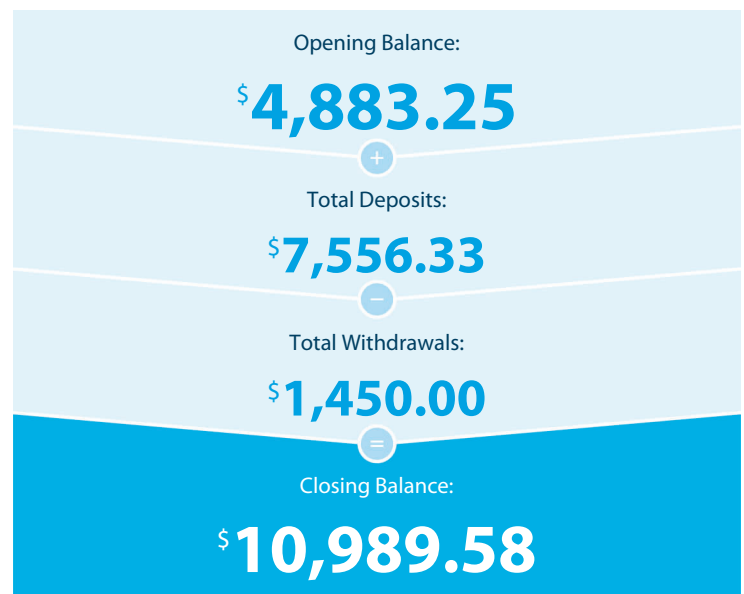 Opening Balance:
$4,883.25
+
Total Deposits:
$7,556.33
−
Total Withdrawals:
$1,450.00
=
Closing Balance:
$10,989.58